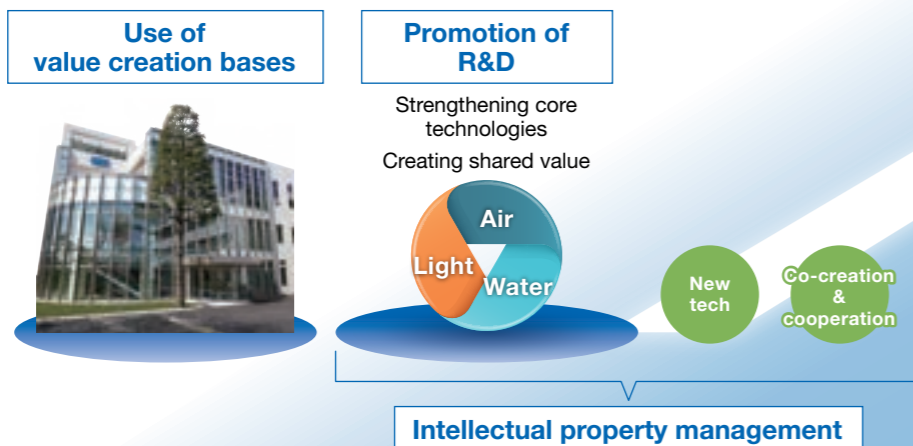 Use of
value creation bases
Promotion of
R&D
Strengthening core
technologies
Creating shared value
Air
Light
Water
New
tech
Co-creation
&
cooperation
Intellectual property management